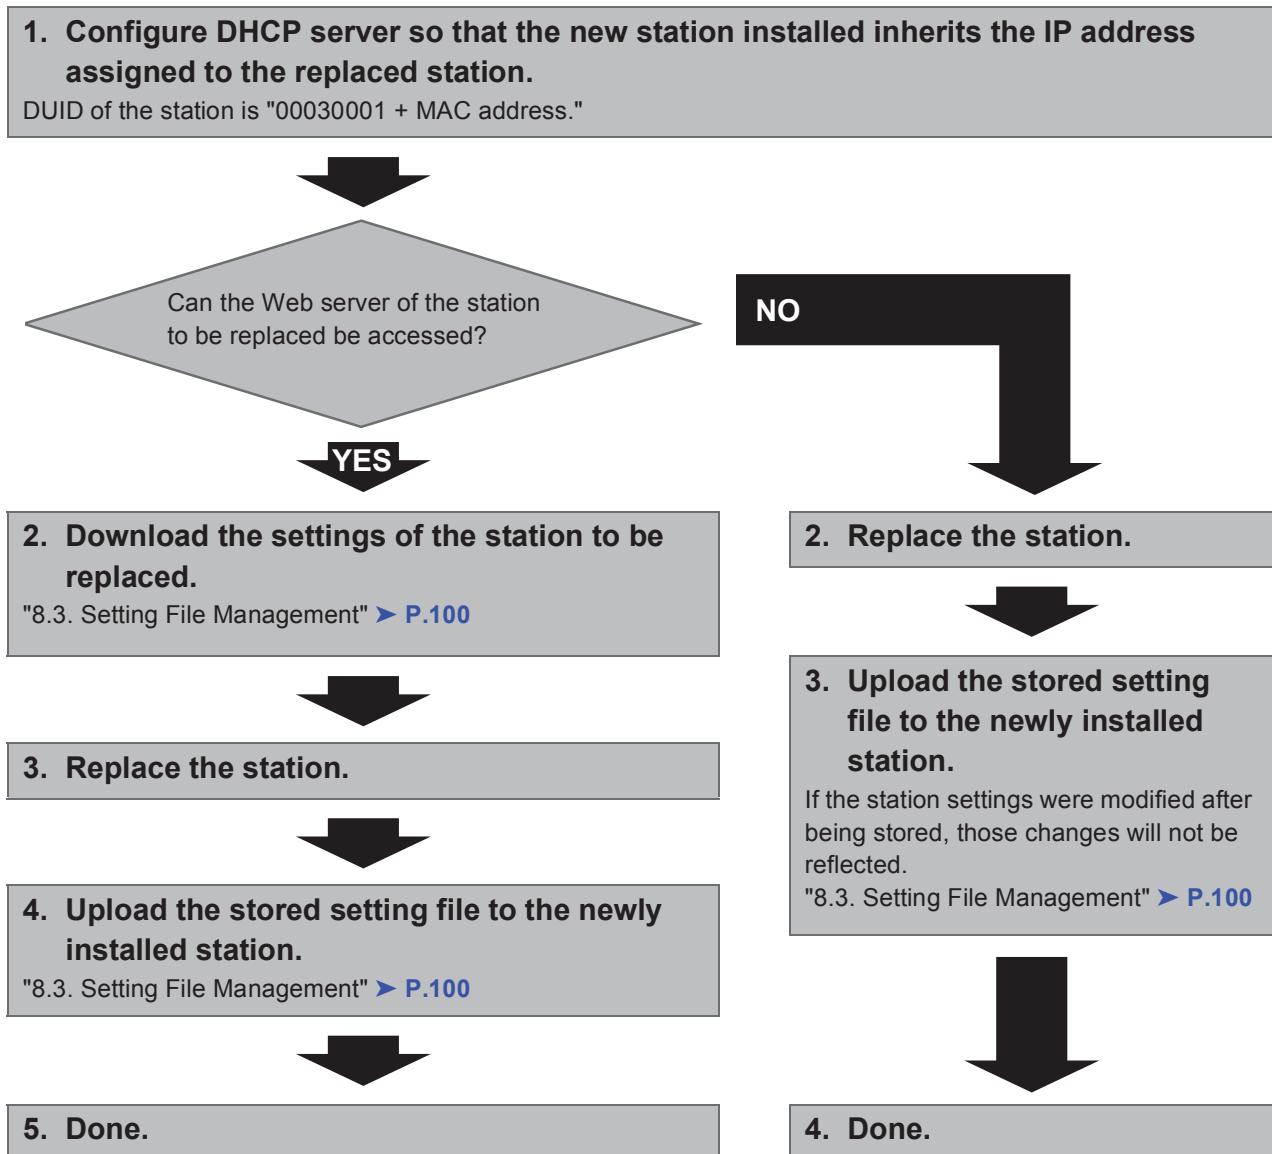 1. Configure DHCP server so that the new station installed inherits the IP address
assigned to the replaced station.
DUID of the station is "00030001 + MAC address."
Can the Web server of the station
to be replaced be accessed?
NO
YES
2. Download the settings of the station to be
replaced.
"8.3. Setting File Management" ➤ P.100
3. Replace the station.
4. Upload the stored setting file to the newly
installed station.
"8.3. Setting File Management" ➤ P.100
5. Done.
2. Replace the station.
3. Upload the stored setting
file to the newly installed
station.
If the station settings were modified after
being stored, those changes will not be
reflected.
"8.3. Setting File Management" ➤ P.100
4. Done.